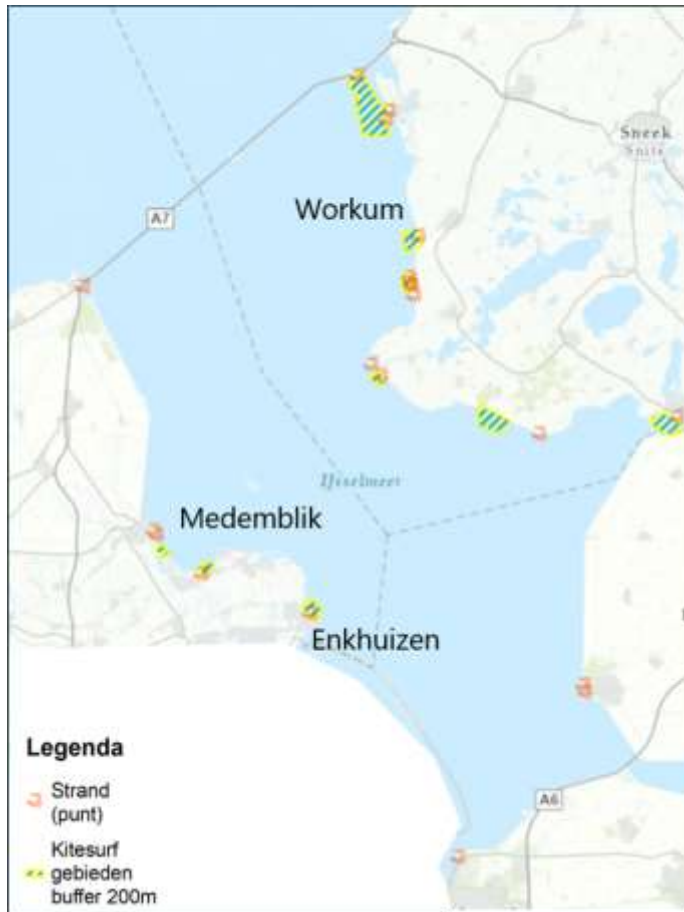 Sneek
Snits
Workum
A7
IJsselmeer
Medemblik
Enkhuizen
Legenda
Strand
(punt)
A6
Kitesurf
gebieden
buffer 200m